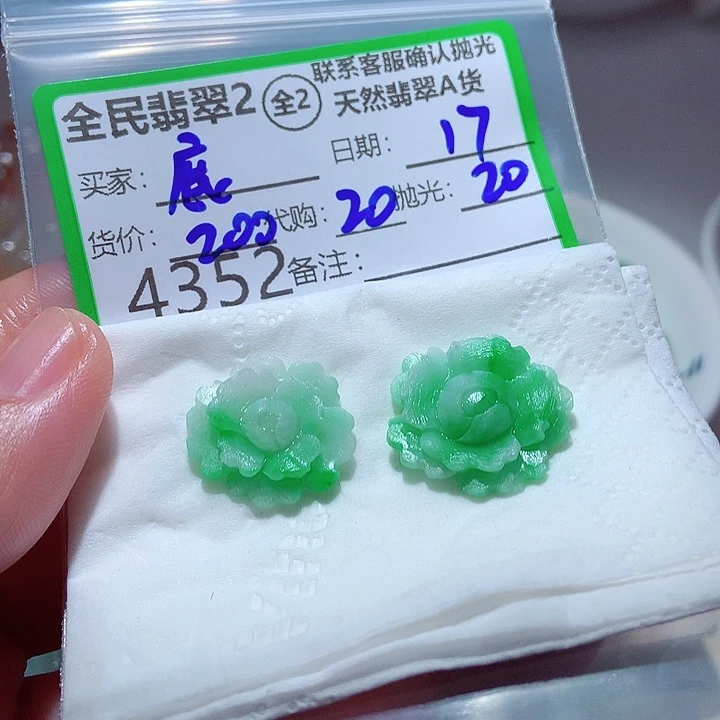 联系客服确认抛光
全民翡翠2 全2 天然翡翠A货
买家：底 日期：17
货价：200 代购：20 抛光：20
4352 备注：